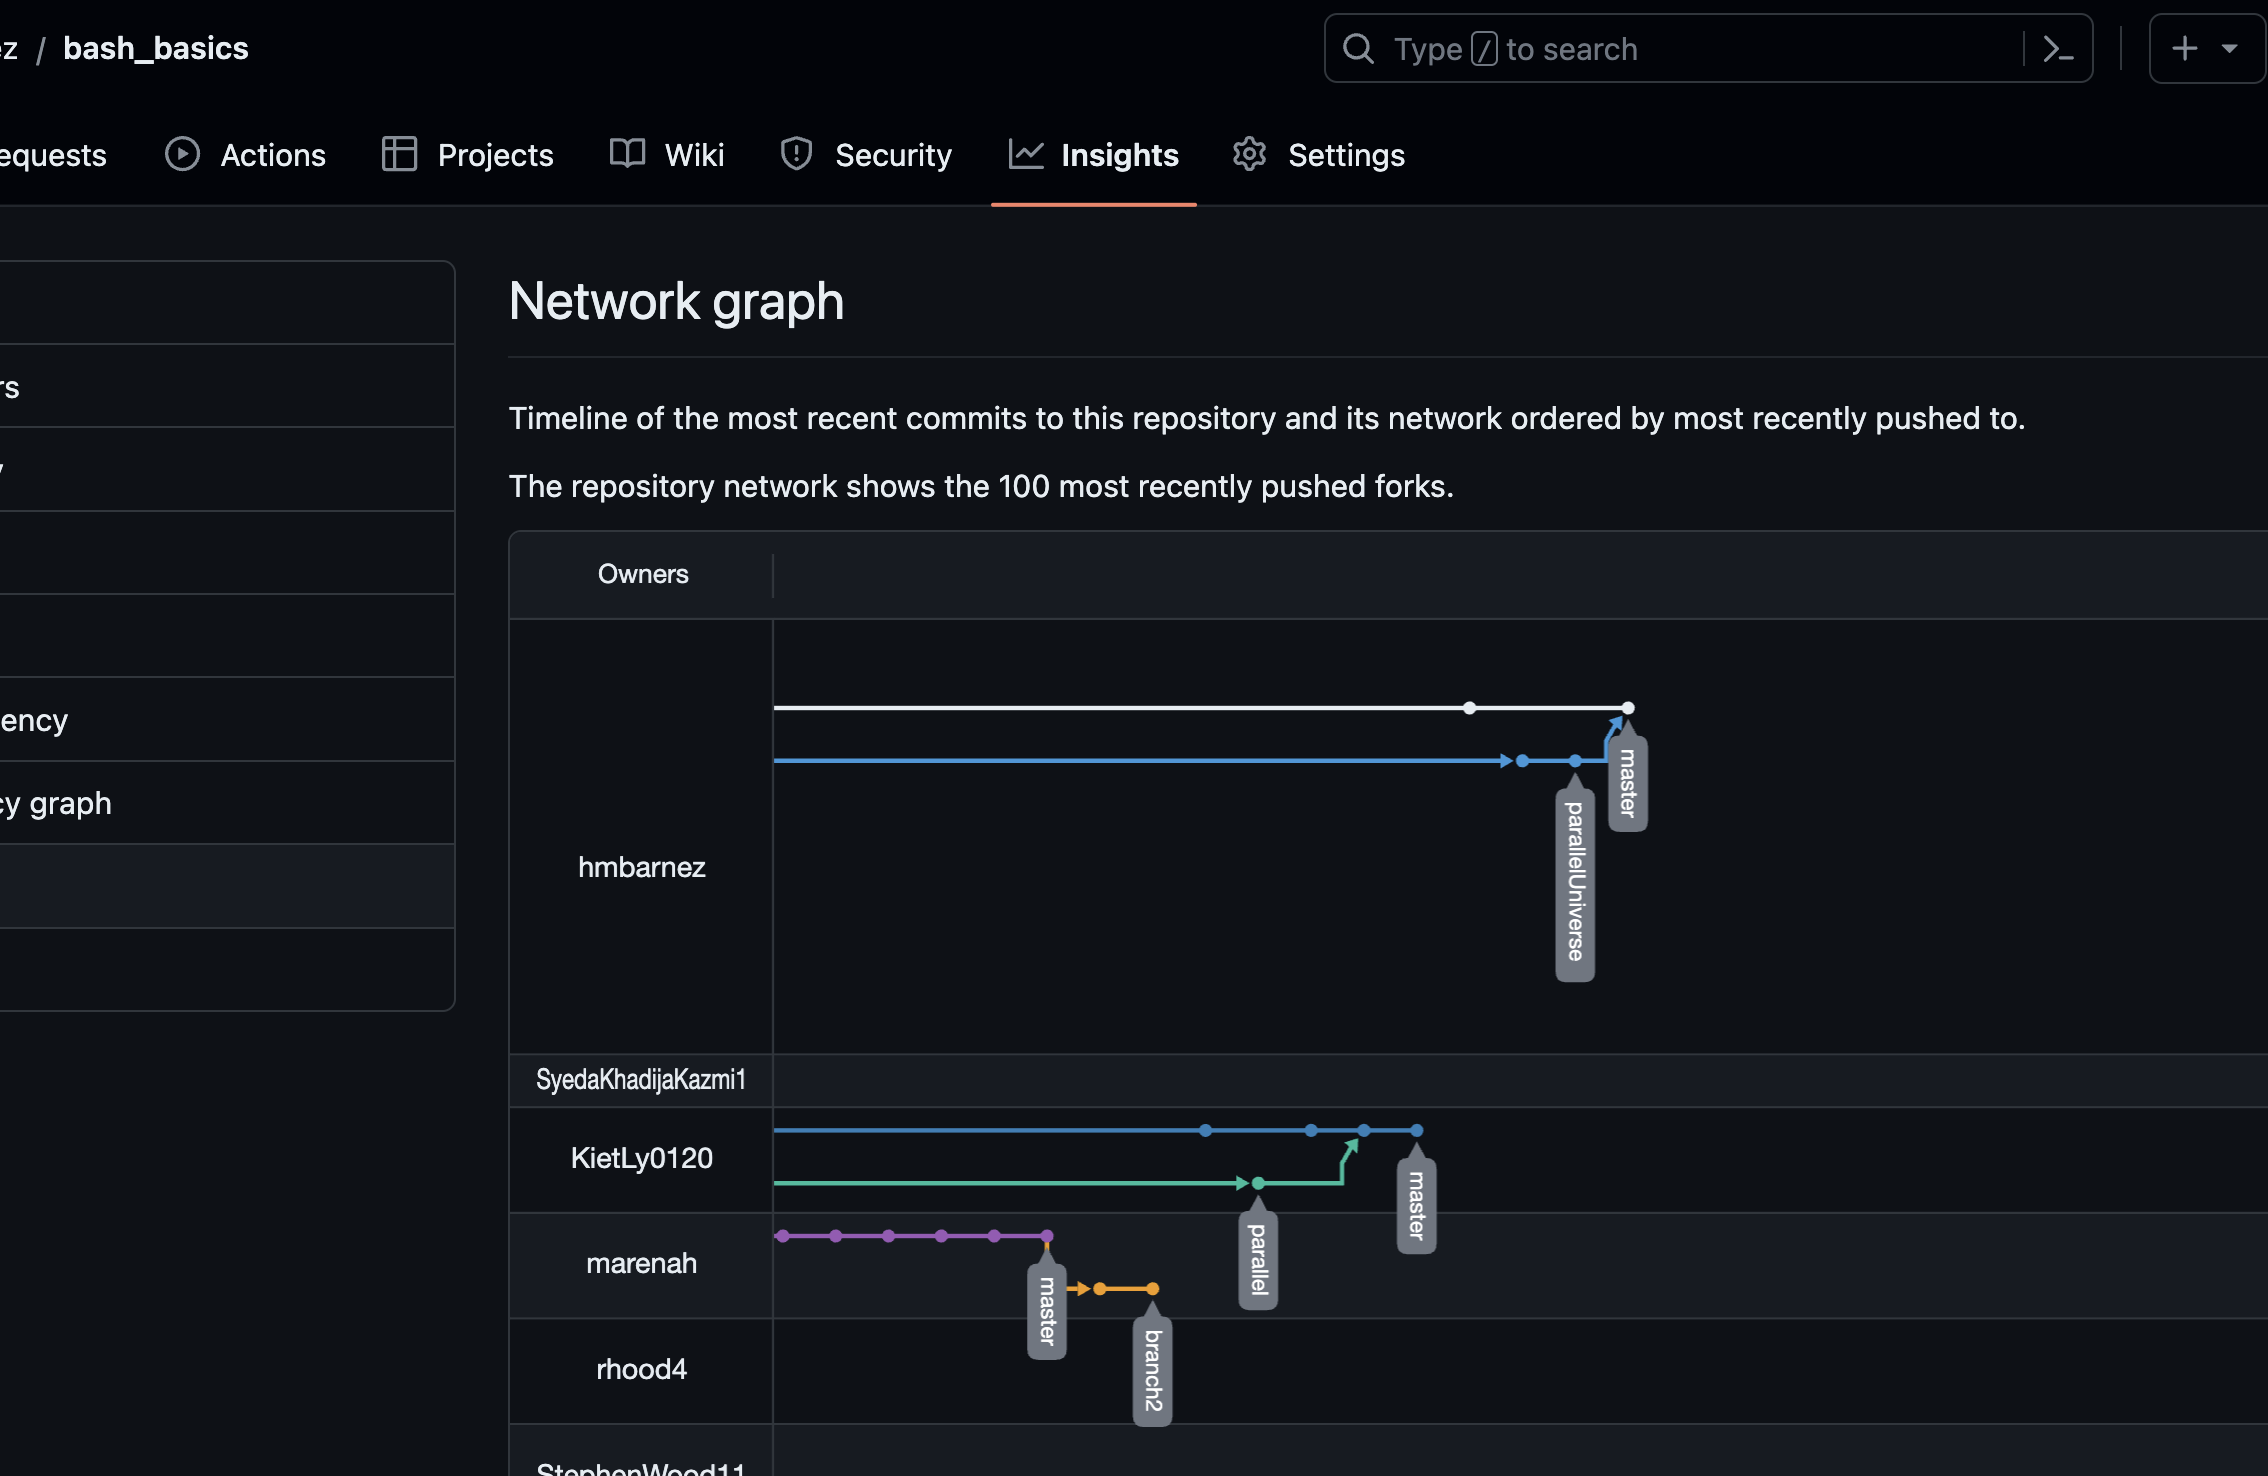 ez / bash_basics
Type / to search
equests Actions Projects Wiki Security Insights Settings
rs
ency
cy graph
Network graph
Timeline of the most recent commits to this repository and its network ordered by most recently pushed to.
The repository network shows the 100 most recently pushed forks.
Owners
hmbarnez
master
parallelUniverse
SyedaKhadijaKazmi1
KietLy0120
master
parallel
marenah
master
branch2
rhood4
StephenWood11